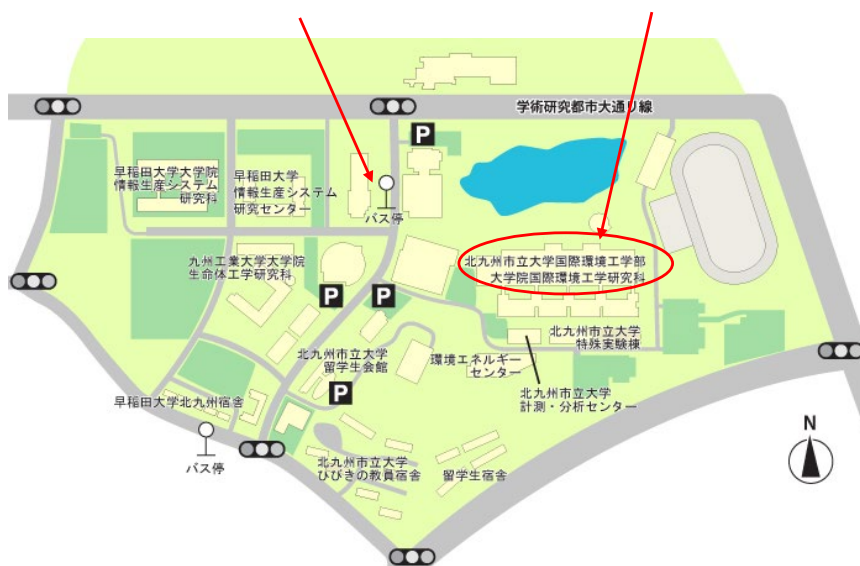 学術研究都市大通り線
P
早稲田大学大学院
情報生産システム
研究科
早稲田大学
情報生産システム
研究センター
バス停
北九州市立大学国際環境工学部
大学院国際環境工学研究科
九州工業大学大学院
生命体工学研究科
P
P
北九州市立大学
特殊実験棟
北九州市立大学
留学生会館
環境エネルギー
センター
P
北九州市立大学
計測・分析センター
早稲田大学北九州宿舎
バス停
N
北九州市立大学
ひびきの教員宿舎
留学生宿舎